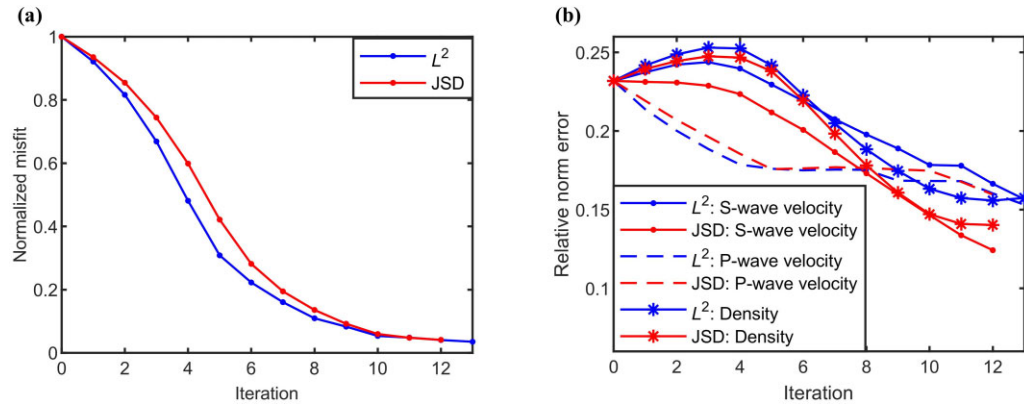 (a)
1
0.8
0.6
0.4
0.2
0
Normalized misfit
0 2 4 6 8 10 12
Iteration
L²
JSD
(b)
0.25
0.2
0.15
0.1
Relative norm error
0 2 4 6 8 10 12
Iteration
L²: S-wave velocity
JSD: S-wave velocity
L²: P-wave velocity
JSD: P-wave velocity
L²: Density
JSD: Density